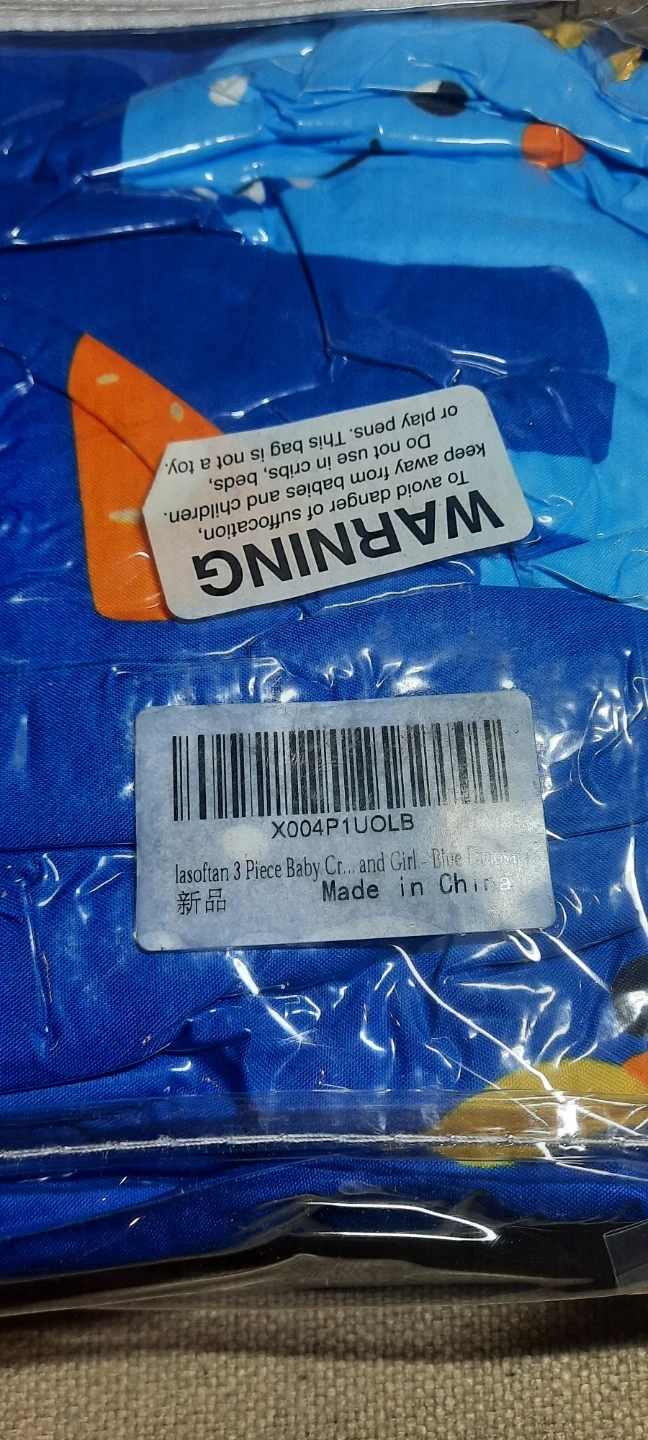 WARNING
To avoid danger of suffocation,
keep away from babies and children.
Do not use in cribs, beds,
or play pens. This bag is not a toy.
X004P1UOLB
lasoftan 3 Piece Baby Cr... and Girl - Blue Dinosaur
新品
Made in China